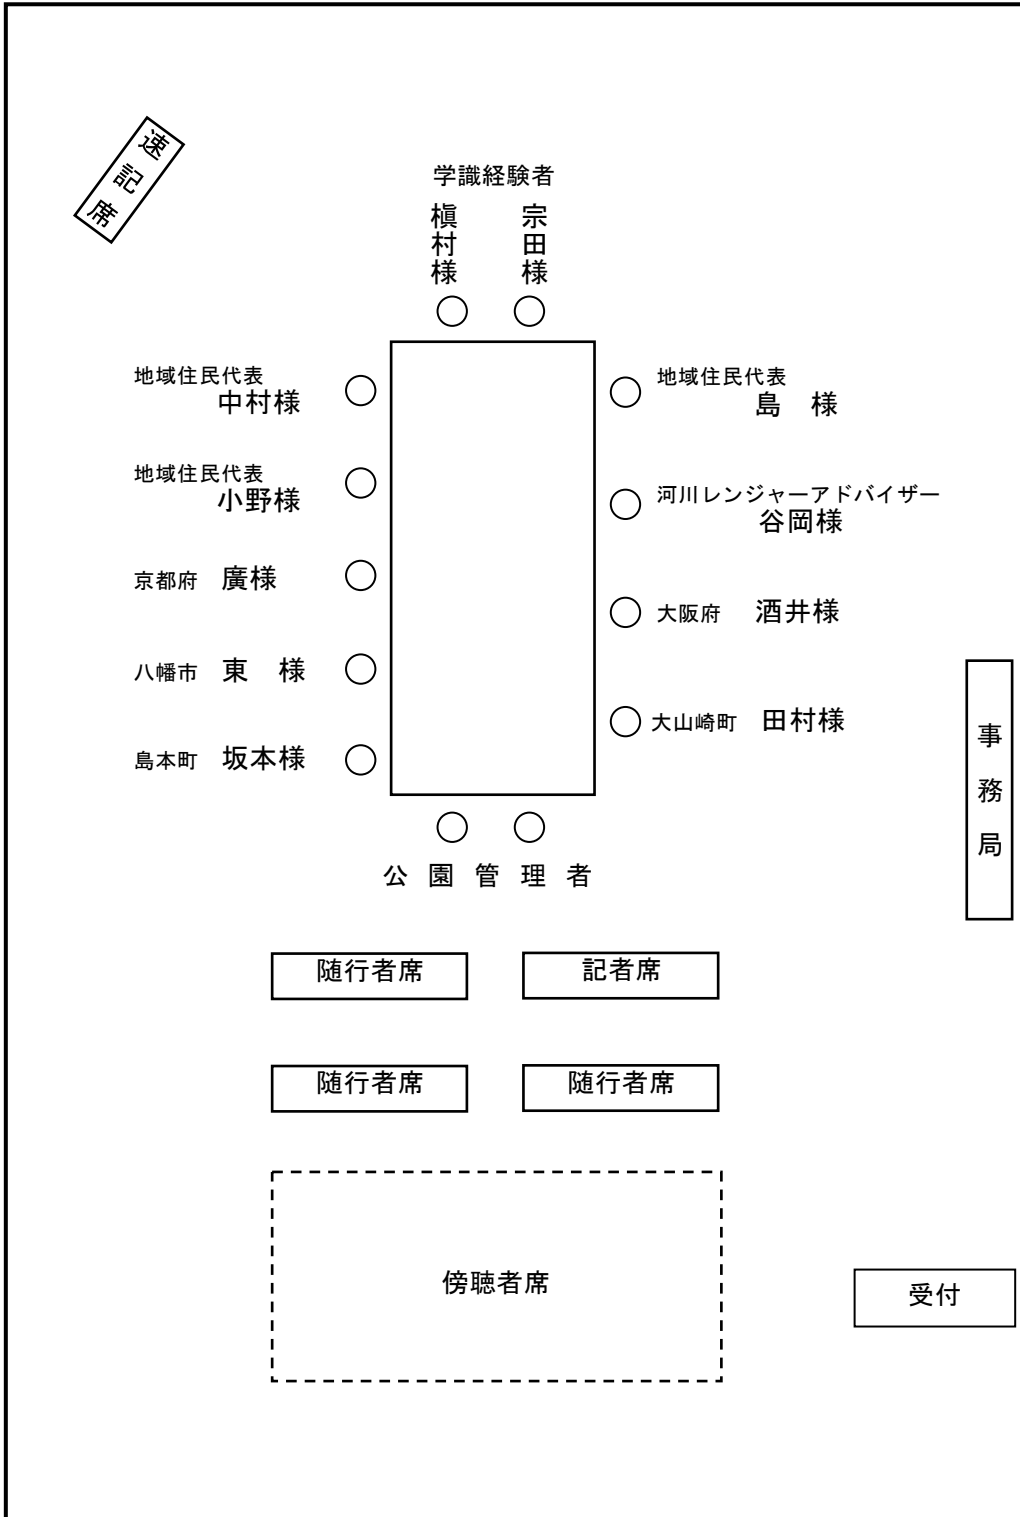 速記席
学識経験者
槇村様
宗田様
地域住民代表
中村様
地域住民代表
小野様
京都府 廣様
八幡市 東 様
島本町 坂本様
地域住民代表
島 様
河川レンジャーアドバイザー
谷岡様
大阪府 酒井様
大山崎町 田村様
事務局
公園管理者
随行者席
記者席
随行者席
随行者席
傍聴者席
受付